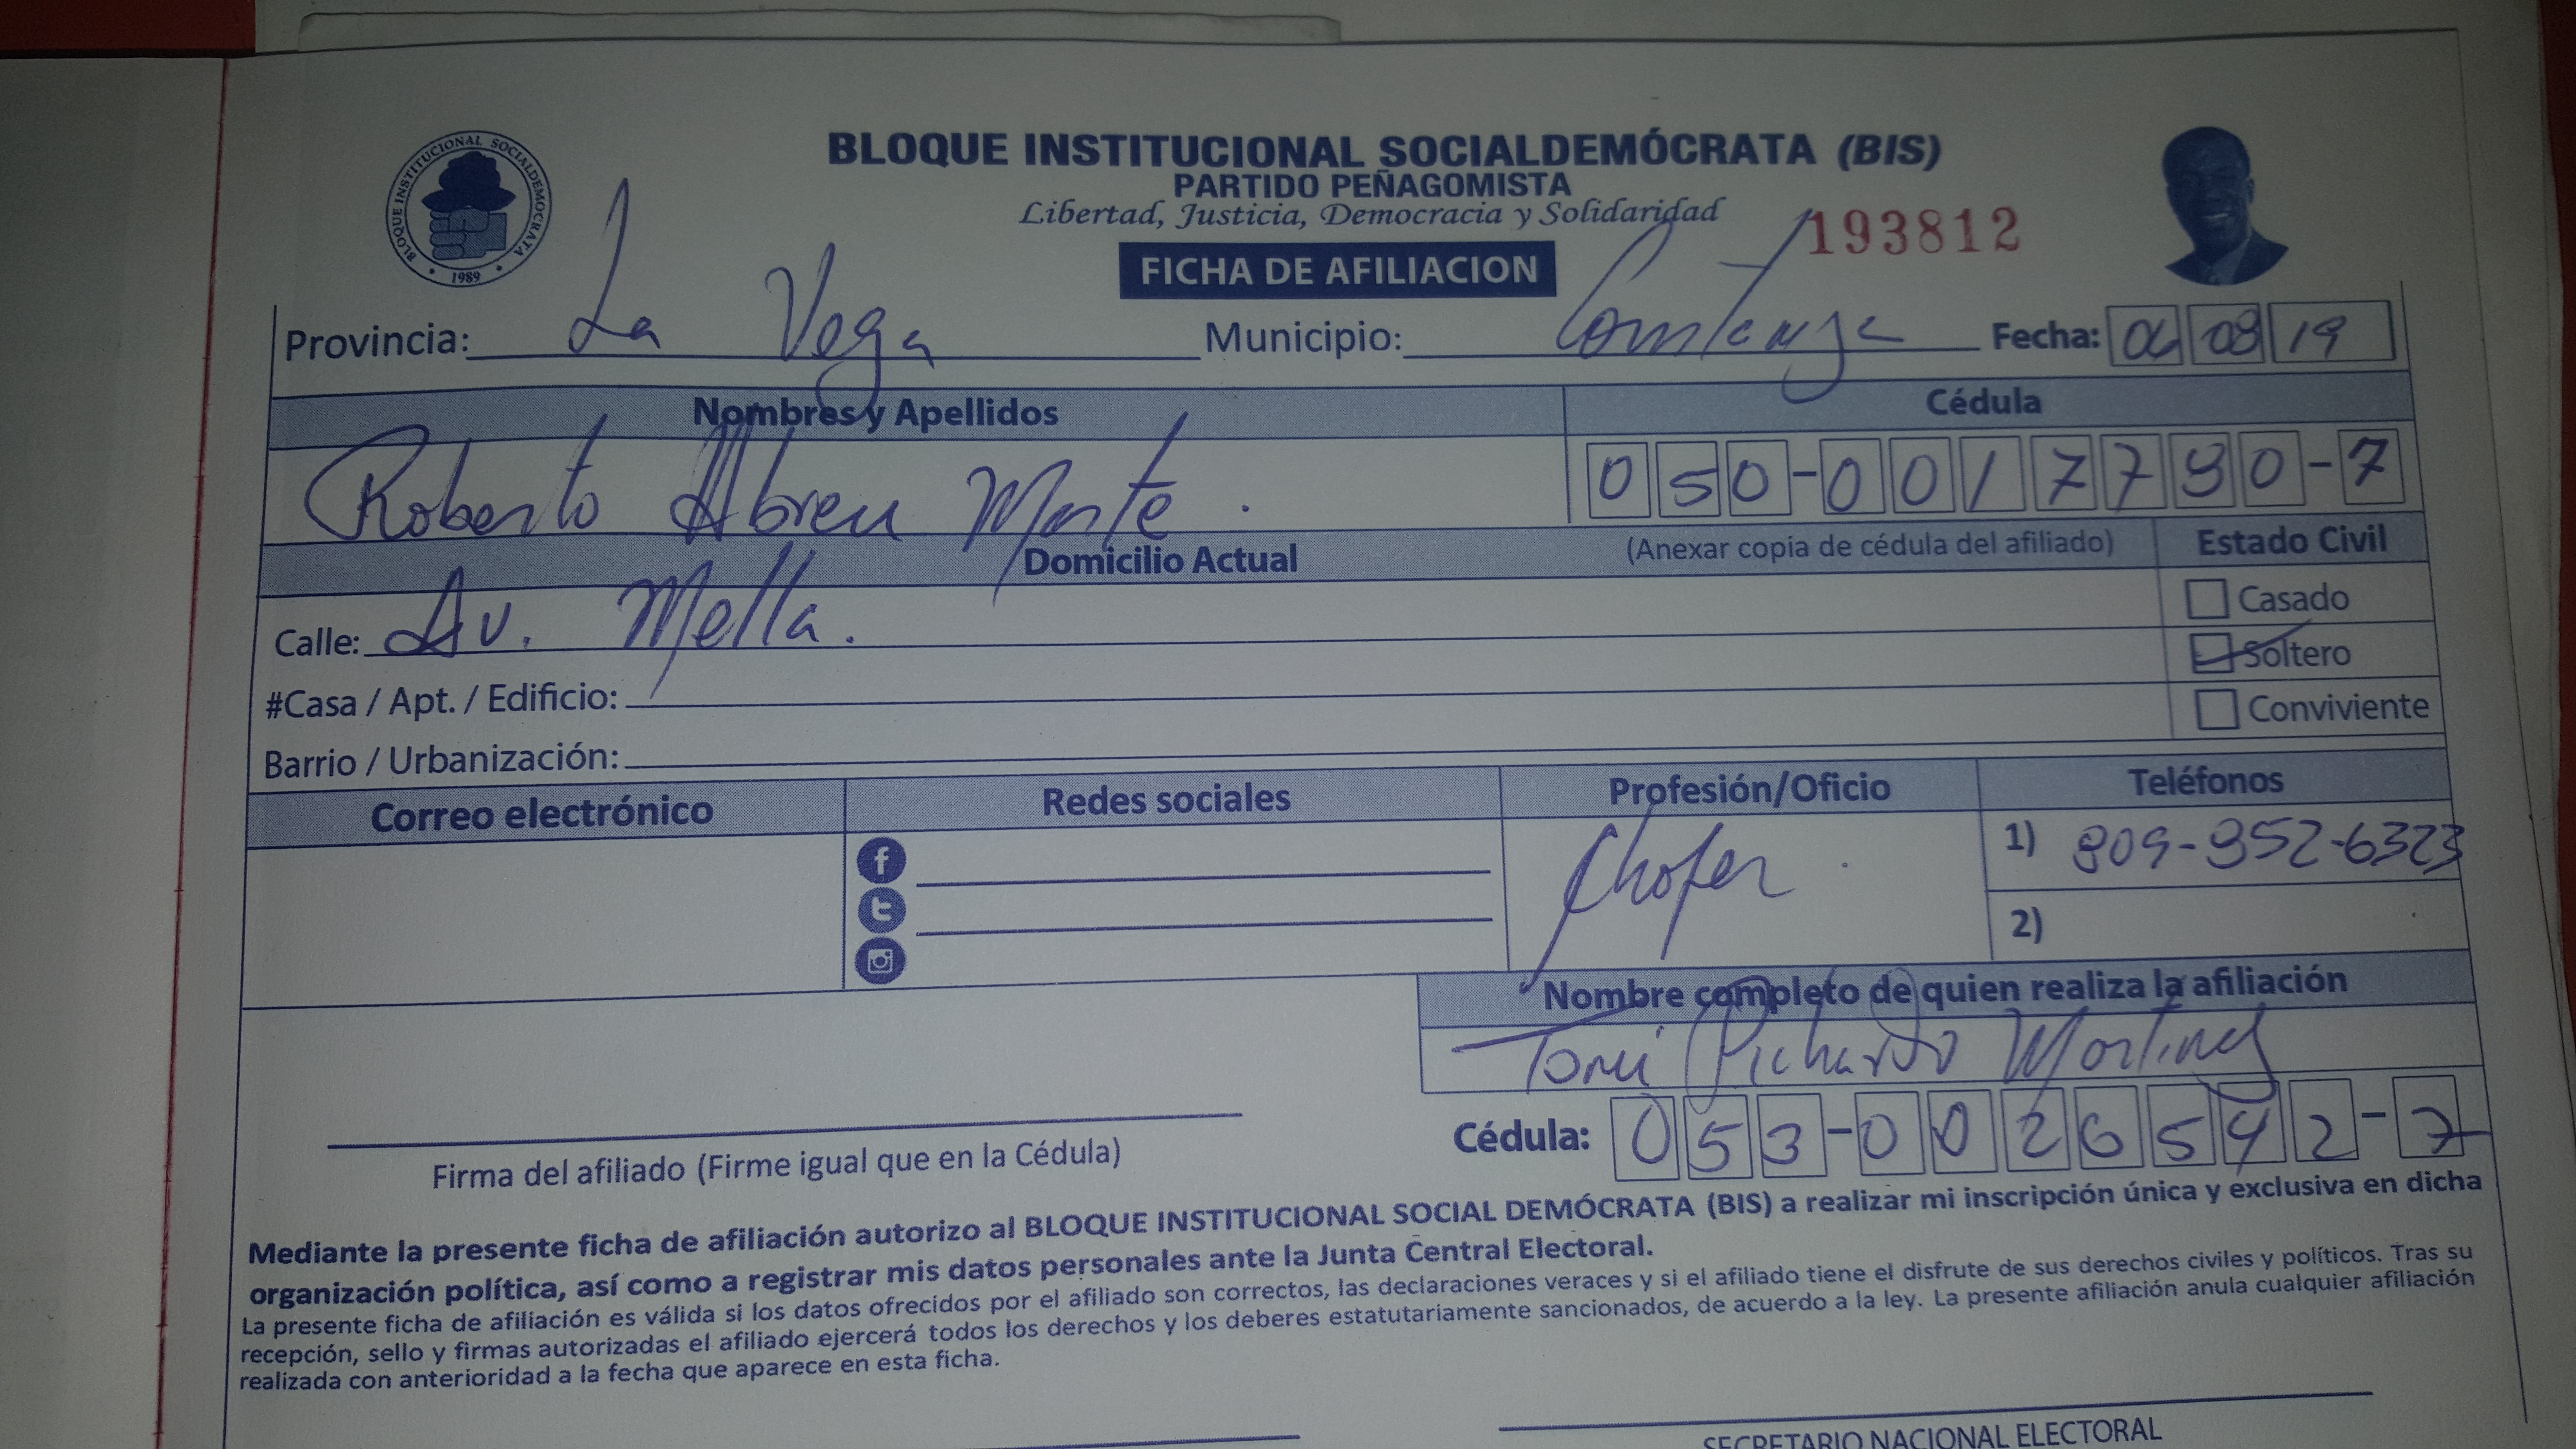 BLOQUE INSTITUCIONAL SOCIALDEMOCRATA
1989
BLOQUE INSTITUCIONAL SOCIALDEMÓCRATA (BIS)
PARTIDO PEÑAGOMISTA
Libertad, Justicia, Democracia y Solidaridad
193812
FICHA DE AFILIACION
Provincia: La Vega Municipio: Constanza Fecha: 06 08 19
Nombres y Apellidos Cédula
Roberto Abreu Marte. 050-0017790-7
Domicilio Actual (Anexar copia de cédula del afiliado) Estado Civil
Calle: Av. Mella. Casado
Soltero
#Casa / Apt. / Edificio: Conviviente
Barrio / Urbanización:
Correo electrónico Redes sociales Profesión/Oficio Teléfonos
Chofer 1) 809-952-6323
2)
Nombre completo de quien realiza la afiliación
Toni Pichardo
Cédula: 053-0026542-7
Firma del afiliado (Firme igual que en la Cédula)
Mediante la presente ficha de afiliación autorizo al BLOQUE INSTITUCIONAL SOCIAL DEMÓCRATA (BIS) a realizar mi inscripción única y exclusiva en dicha
organización política, así como a registrar mis datos personales ante la Junta Central Electoral.
La presente ficha de afiliación es válida si los datos ofrecidos por el afiliado son correctos, las declaraciones veraces y si el afiliado tiene el disfrute de sus derechos civiles y políticos. Tras su
recepción, sello y firmas autorizadas el afiliado ejercerá todos los derechos y los deberes estatutariamente sancionados, de acuerdo a la ley. La presente afiliación anula cualquier afiliación
realizada con anterioridad a la fecha que aparece en esta ficha.
SECRETARIO NACIONAL ELECTORAL